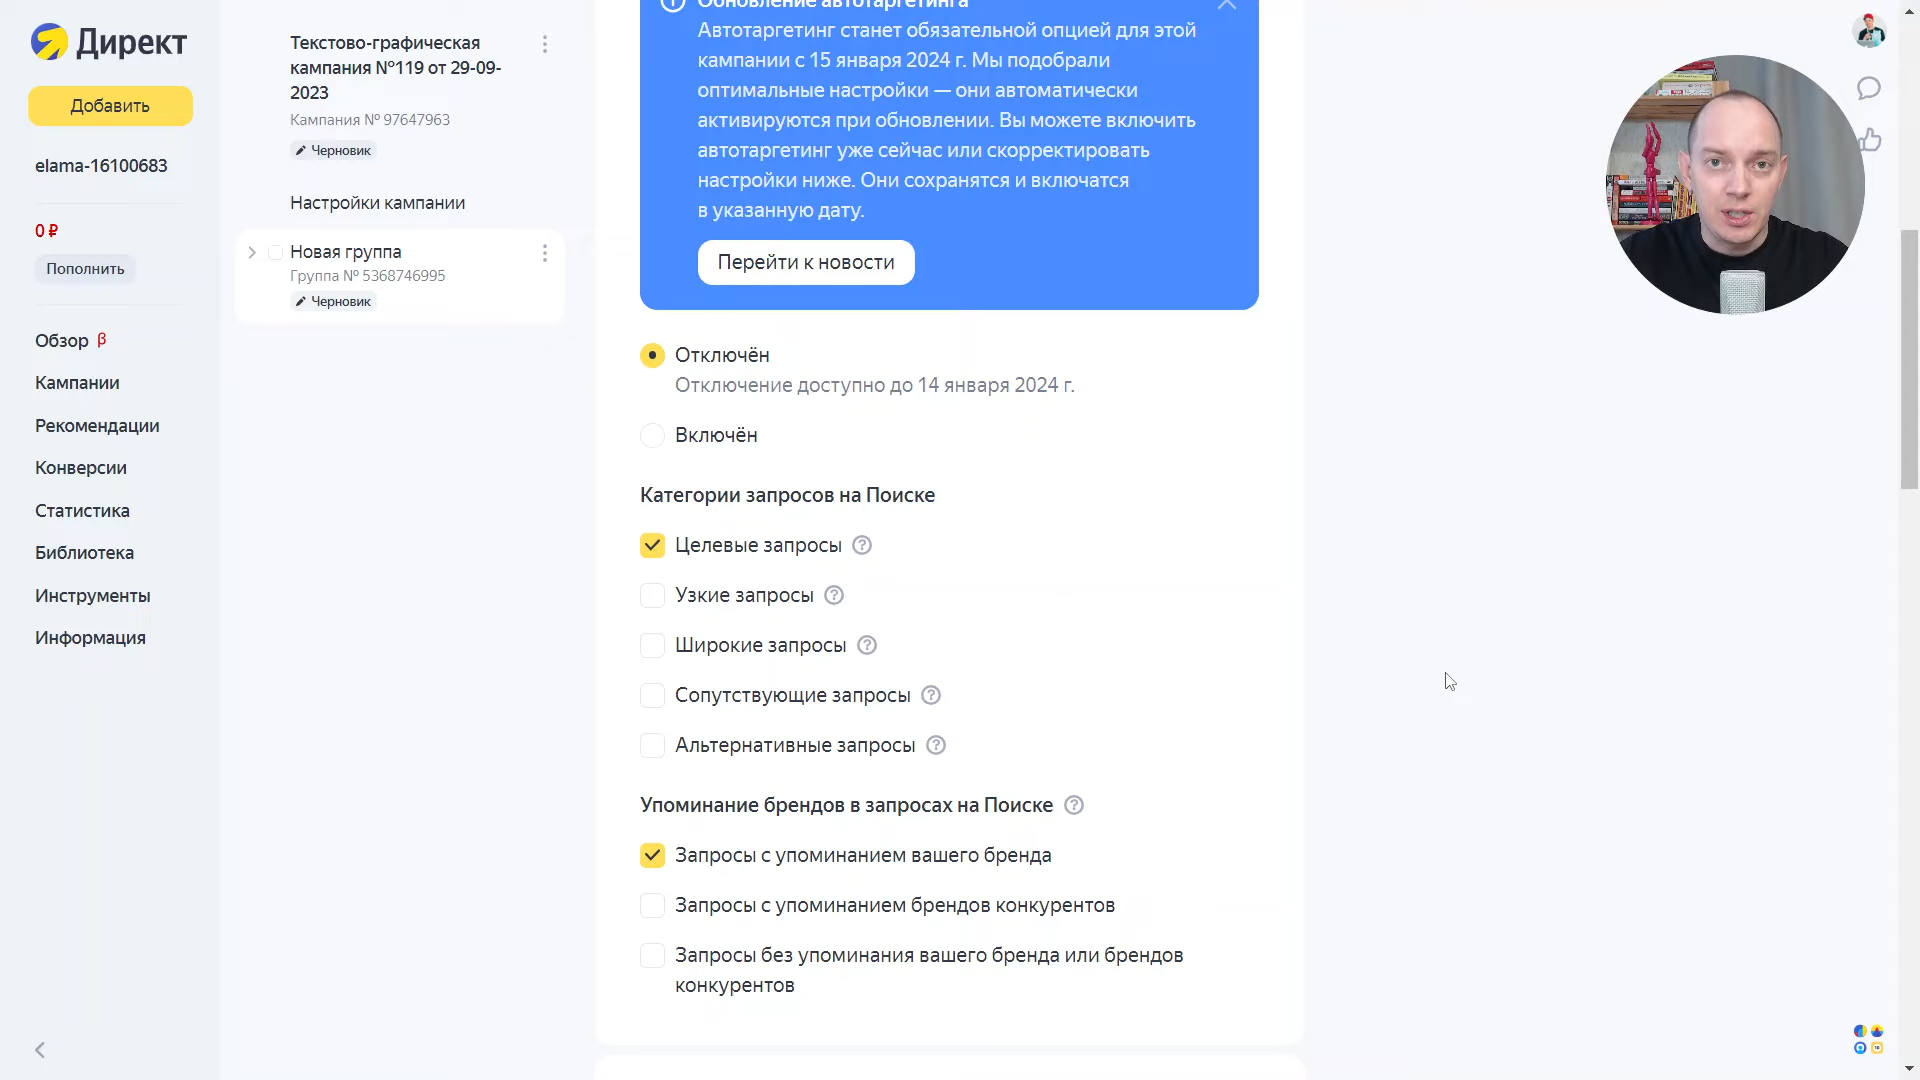 Директ
Добавить
elama-16100683
0 ₽
Пополнить
Обзор β
Кампании
Рекомендации
Конверсии
Статистика
Библиотека
Инструменты
Информация
Текстово-графическая
кампания №119 от 29-09-
2023
Кампания № 97647963
Черновик
Настройки кампании
Новая группа
Группа № 5368746995
Черновик
Обновление автотаргетинга
Автотаргетинг станет обязательной опцией для этой
кампании с 15 января 2024 г. Мы подобрали
оптимальные настройки — они автоматически
активируются при обновлении. Вы можете включить
автотаргетинг уже сейчас или скорректировать
настройки ниже. Они сохранятся и включатся
в указанную дату.
Перейти к новости
Отключён
Отключение доступно до 14 января 2024 г.
Включён
Категории запросов на Поиске
Целевые запросы
Узкие запросы
Широкие запросы
Сопутствующие запросы
Альтернативные запросы
Упоминание брендов в запросах на Поиске
Запросы с упоминанием вашего бренда
Запросы с упоминанием брендов конкурентов
Запросы без упоминания вашего бренда или брендов
конкурентов